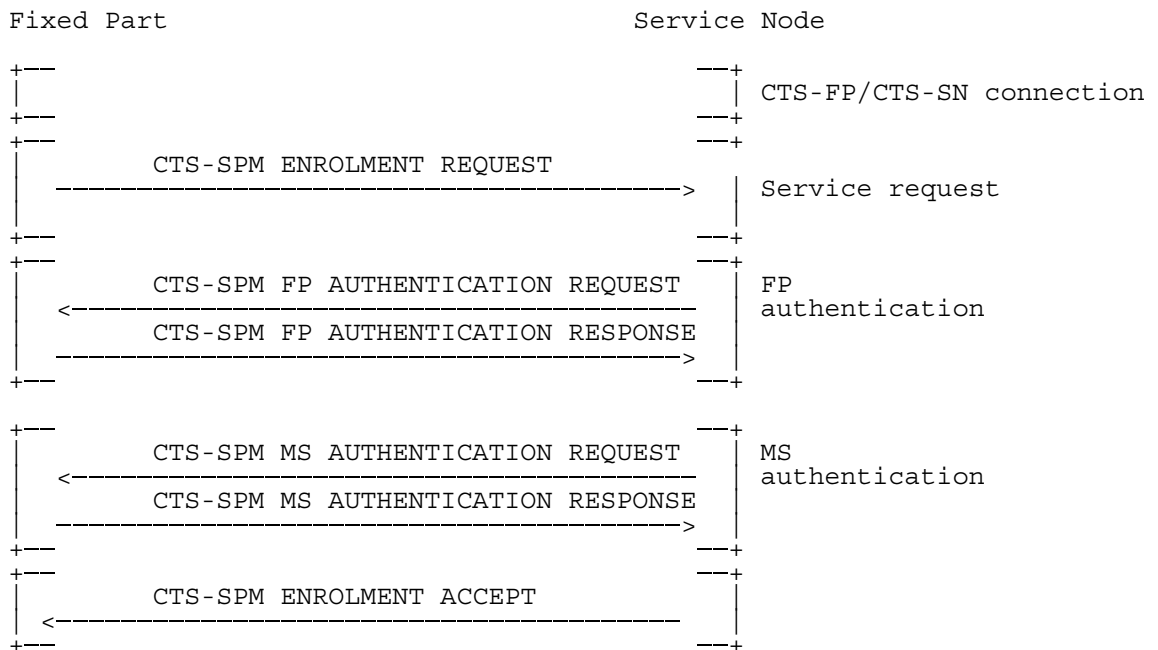 Fixed Part Service Node
CTS-FP/CTS-SN connection
CTS-SPM ENROLMENT REQUEST
Service request
CTS-SPM FP AUTHENTICATION REQUEST FP
authentication
CTS-SPM FP AUTHENTICATION RESPONSE
CTS-SPM MS AUTHENTICATION REQUEST MS
authentication
CTS-SPM MS AUTHENTICATION RESPONSE
CTS-SPM ENROLMENT ACCEPT